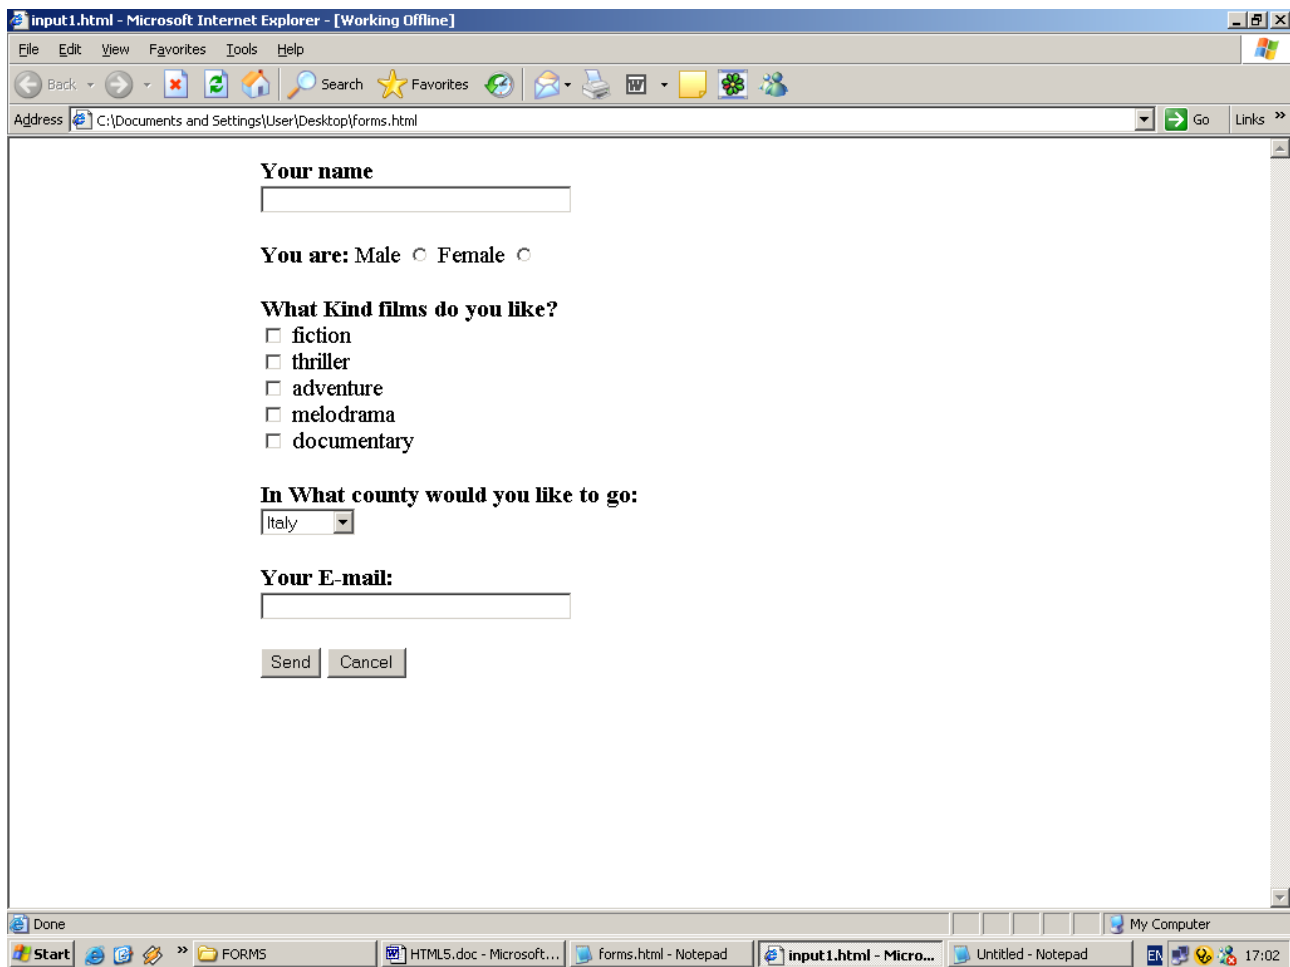 input1.html - Microsoft Internet Explorer - [Working Offline]
File Edit View Favorites Tools Help
Back Search Favorites
Address C:\Documents and Settings\User\Desktop\forms.html Go Links »
Your name
You are: Male Female
What Kind films do you like?
fiction
thriller
adventure
melodrama
documentary
In What county would you like to go:
Italy
Your E-mail:
Send Cancel
Done My Computer
Start » FORMS HTML5.doc - Microsoft... forms.html - Notepad input1.html - Micro... Untitled - Notepad EN 17:02